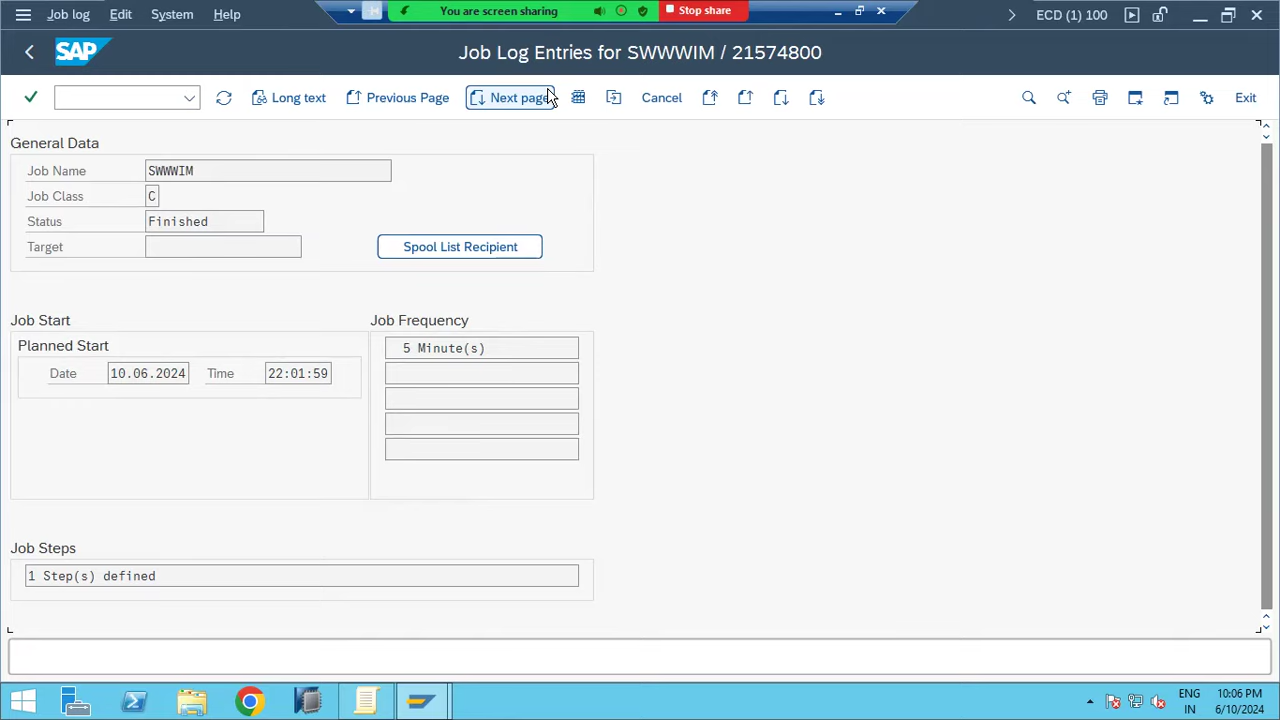 Job log Edit System Help
You are screen sharing Stop share
ECD (1) 100
SAP
Job Log Entries for SWWWIM / 21574800
Long text Previous Page Next page Cancel Exit
General Data
Job Name SWWWIM
Job Class C
Status Finished
Target
Spool List Recipient
Job Start Job Frequency
Planned Start
5 Minute(s)
Date 10.06.2024 Time 22:01:59
Job Steps
1 Step(s) defined
ENG 10:06 PM
IN 6/10/2024